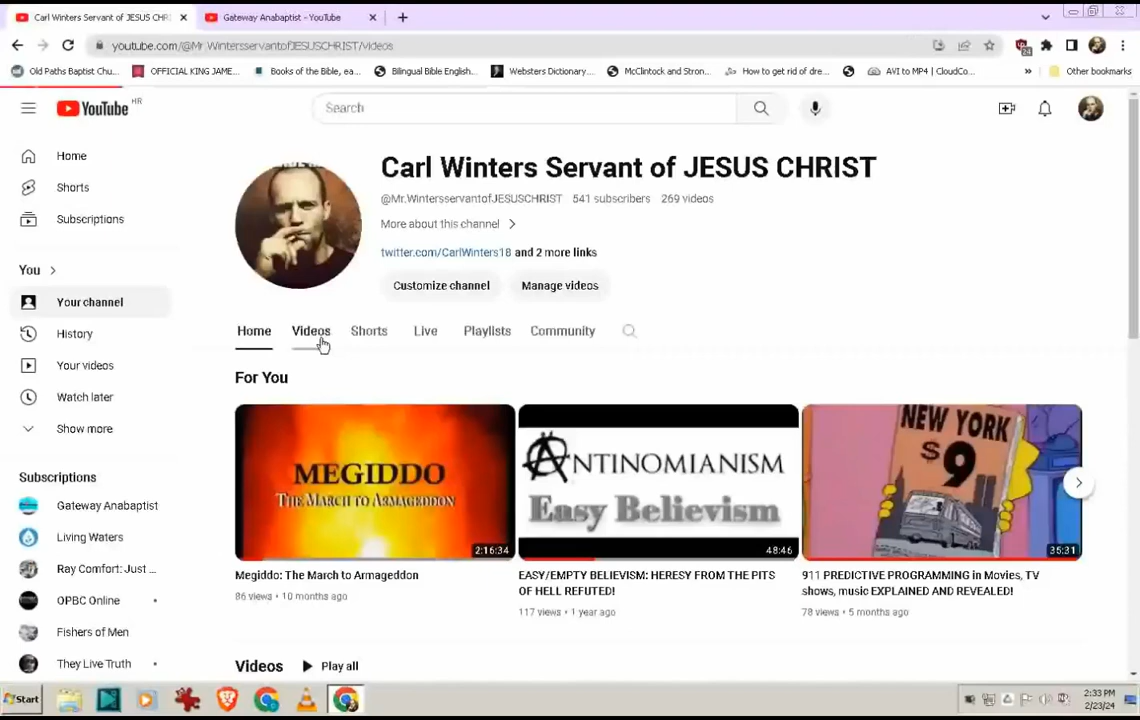 Carl Winters Servant of JESUS CHRI
Gateway Anabaptist - YouTube
youtube.com/@Mr.WintersservantofJESUSCHRIST/videos
24
Old Paths Baptist Chu...
OFFICIAL KING JAME...
Books of the Bible, ea...
Bilingual Bible English...
Websters Dictionary...
McClintock and Stron...
How to get rid of dre...
AVI to MP4 | CloudCo...
»
Other bookmarks
YouTube HR
Search
Home
Shorts
Subscriptions
You
Your channel
History
Your videos
Watch later
Show more
Subscriptions
Gateway Anabaptist
Living Waters
Ray Comfort: Just ...
OPBC Online
Fishers of Men
They Live Truth
Carl Winters Servant of JESUS CHRIST
@Mr.WintersservantofJESUSCHRIST 541 subscribers 269 videos
More about this channel
twitter.com/CarlWinters18 and 2 more links
Customize channel
Manage videos
Home
Videos
Shorts
Live
Playlists
Community
For You
MEGIDDO
THE MARCH TO ARMAGEDDON
2:16:34
Megiddo: The March to Armageddon
86 views • 10 months ago
ANTINOMIANISM
Easy Believism
48:46
EASY/EMPTY BELIEVISM: HERESY FROM THE PITS
OF HELL REFUTED!
117 views • 1 year ago
NEW YORK
$9
35:31
911 PREDICTIVE PROGRAMMING in Movies, TV
shows, music EXPLAINED AND REVEALED!
78 views • 5 months ago
Videos
Play all
Start
2:33 PM
2/23/24